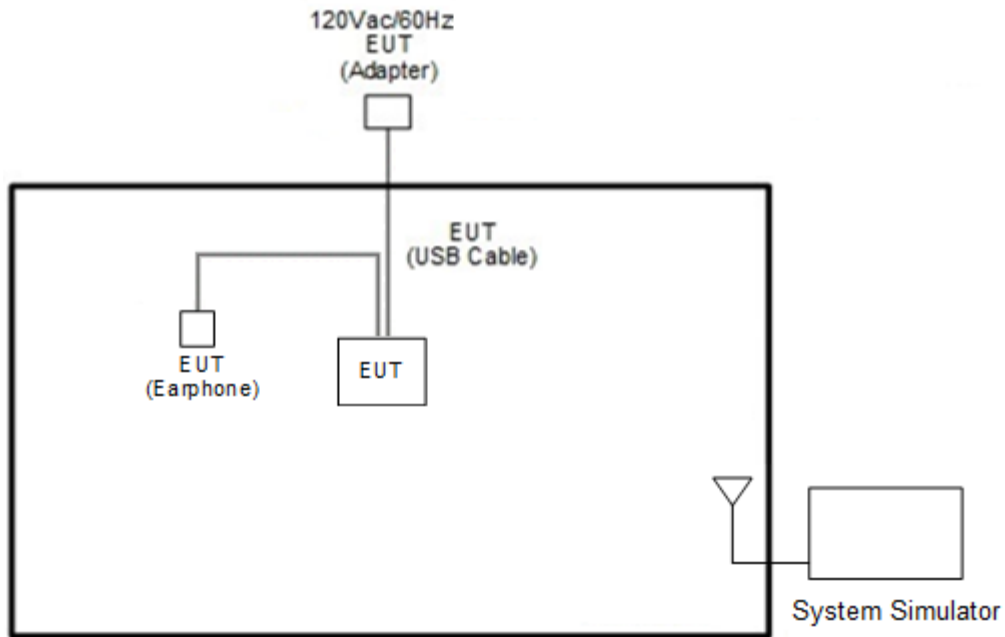 120Vac/60Hz
EUT
(Adapter)
EUT
(USB Cable)
EUT
(Earphone)
EUT
System Simulator